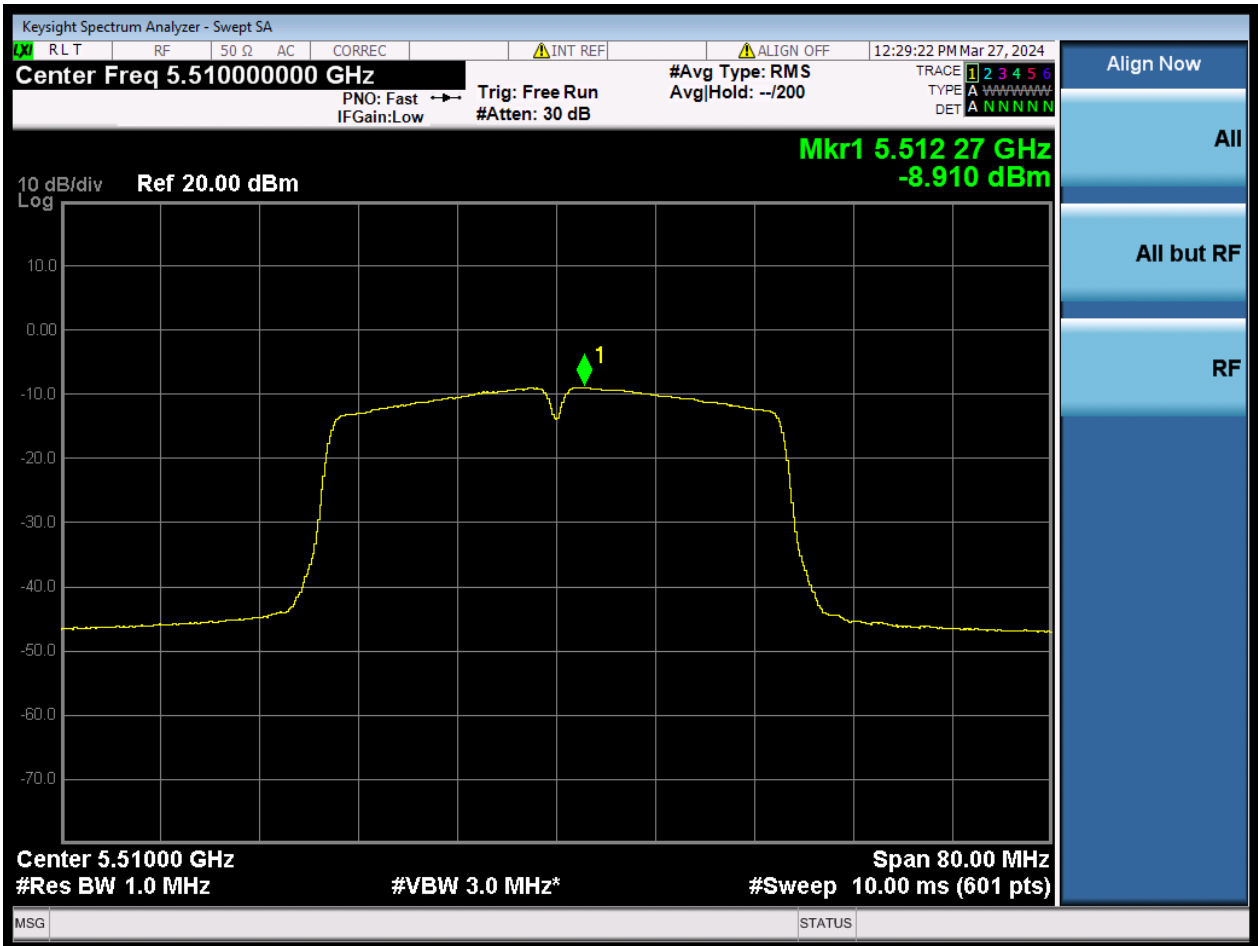 Keysight Spectrum Analyzer - Swept SA
LXI RLT RF 50 Ω AC CORREC INT REF ALIGN OFF 12:29:22 PM Mar 27, 2024
Center Freq 5.510000000 GHz
PNO: Fast
IFGain:Low
Trig: Free Run
#Atten: 30 dB
#Avg Type: RMS
Avg|Hold: --/200
TRACE 1 2 3 4 5 6
TYPE A WWWWW
DET A N N N N N
Mkr1 5.512 27 GHz
-8.910 dBm
10 dB/div Ref 20.00 dBm
Log
10.0
0.00
1
-10.0
-20.0
-30.0
-40.0
-50.0
-60.0
-70.0
Center 5.51000 GHz Span 80.00 MHz
#Res BW 1.0 MHz #VBW 3.0 MHz* #Sweep 10.00 ms (601 pts)
MSG STATUS
Align Now
All
All but RF
RF